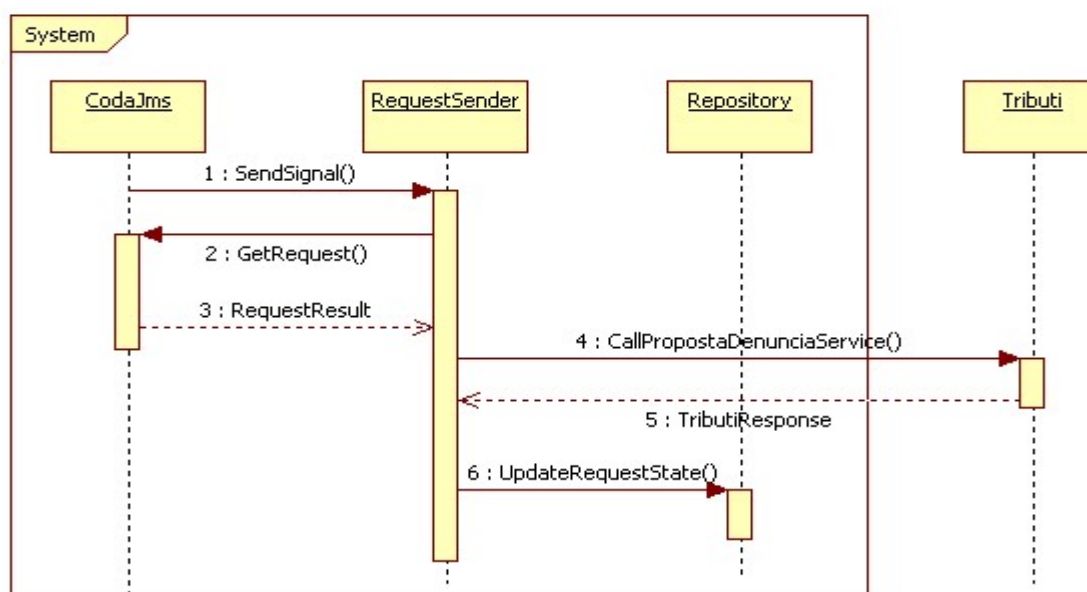 System
CodaJms
RequestSender
Repository
Tributi
1 : SendSignal()
2 : GetRequest()
3 : RequestResult
4 : CallPropostaDenunciaService()
5 : TributiResponse
6 : UpdateRequestState()